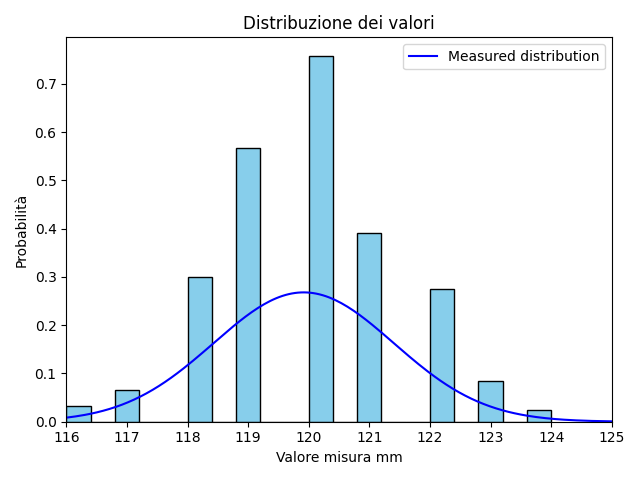 Distribuzione dei valori
Measured distribution
Probabilità
0.7
0.6
0.5
0.4
0.3
0.2
0.1
0.0
116 117 118 119 120 121 122 123 124 125
Valore misura mm